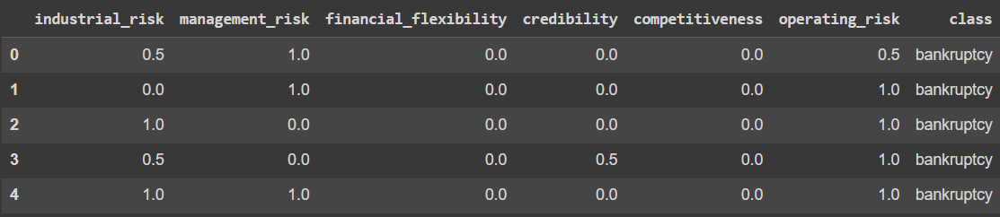 industrial_risk management_risk financial_flexibility credibility competitiveness operating_risk class
0 0.5 1.0 0.0 0.0 0.0 0.5 bankruptcy
1 0.0 1.0 0.0 0.0 0.0 1.0 bankruptcy
2 1.0 0.0 0.0 0.0 0.0 1.0 bankruptcy
3 0.5 0.0 0.0 0.5 0.0 1.0 bankruptcy
4 1.0 1.0 0.0 0.0 0.0 1.0 bankruptcy